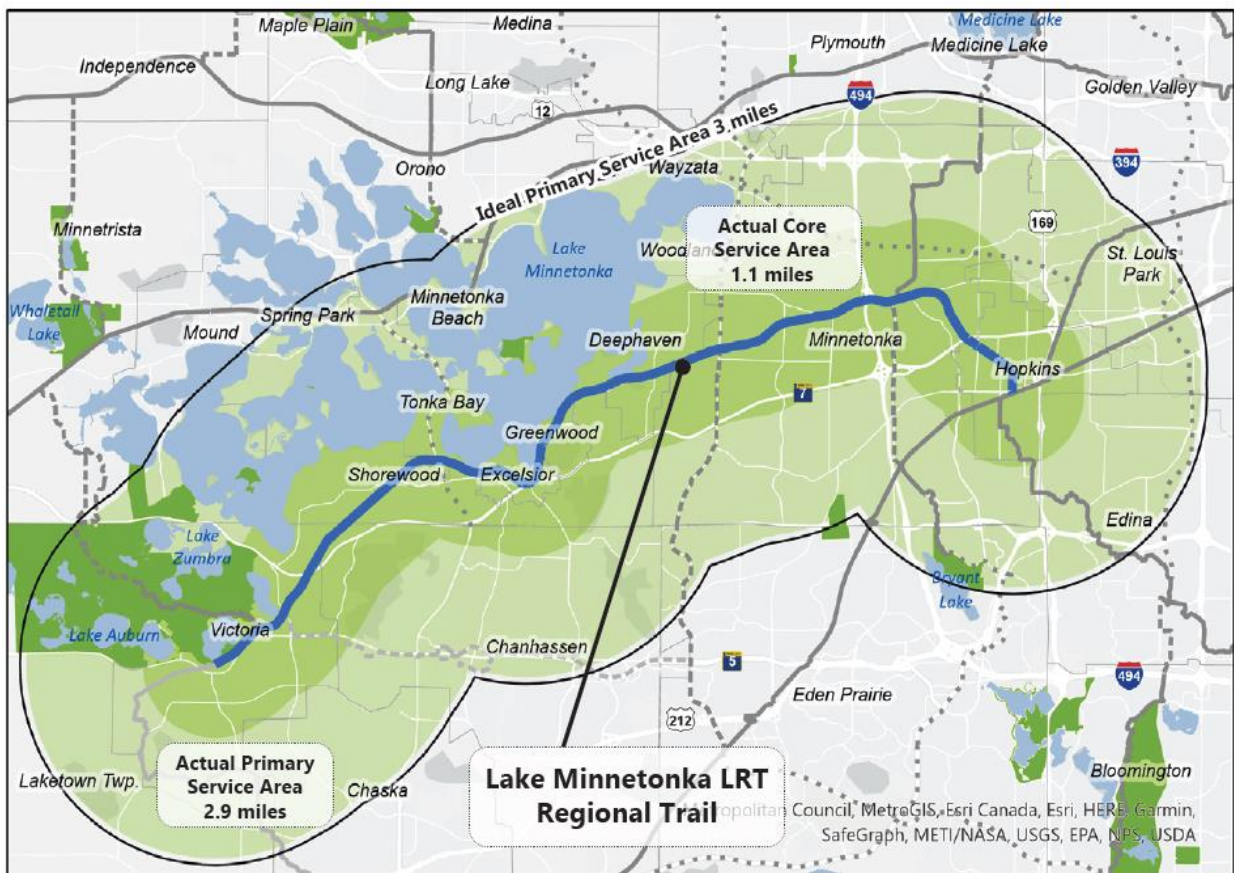 Maple Plain
Medina
Medicine Lake
Plymouth
Medicine Lake
Independence
Long Lake
Golden Valley
12
494
Ideal Primary Service Area 3 miles
394
Orono
Wayzata
Minnetrista
Actual Core
Service Area
1.1 miles
169
Lake
Minnetonka
St. Louis
Park
Whaletail
Lake
Minnetonka
Beach
Spring Park
Mound
Deephaven
Minnetonka
Hopkins
7
Tonka Bay
Greenwood
Shorewood
Excelsior
Edina
Lake
Zumbra
Bryant
Lake
Lake Auburn
Victoria
Chanhassen
5
494
Eden Prairie
212
Actual Primary
Service Area
2.9 miles
Laketown Twp.
Chaska
Lake Minnetonka LRT
Regional Trail
Bloomington
Council, MetroGIS, Esri Canada, Esri, HERE, Garmin,
SafeGraph, METI/NASA, USGS, EPA, NPS, USDA